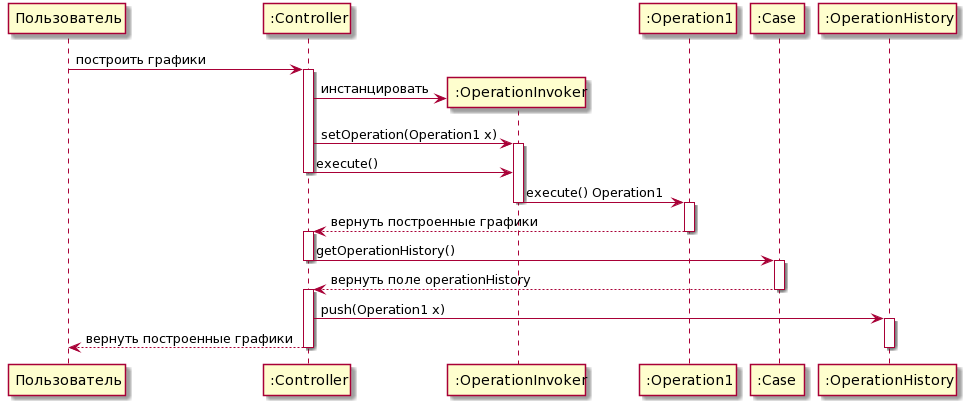 Пользователь
:Controller
:Operation1
:Case
:OperationHistory
построить графики
инстанцировать
:OperationInvoker
setOperation(Operation1 x)
execute()
execute() Operation1
вернуть построенные графики
getOperationHistory()
вернуть поле operationHistory
push(Operation1 x)
вернуть построенные графики
Пользователь
:Controller
:OperationInvoker
:Operation1
:Case
:OperationHistory